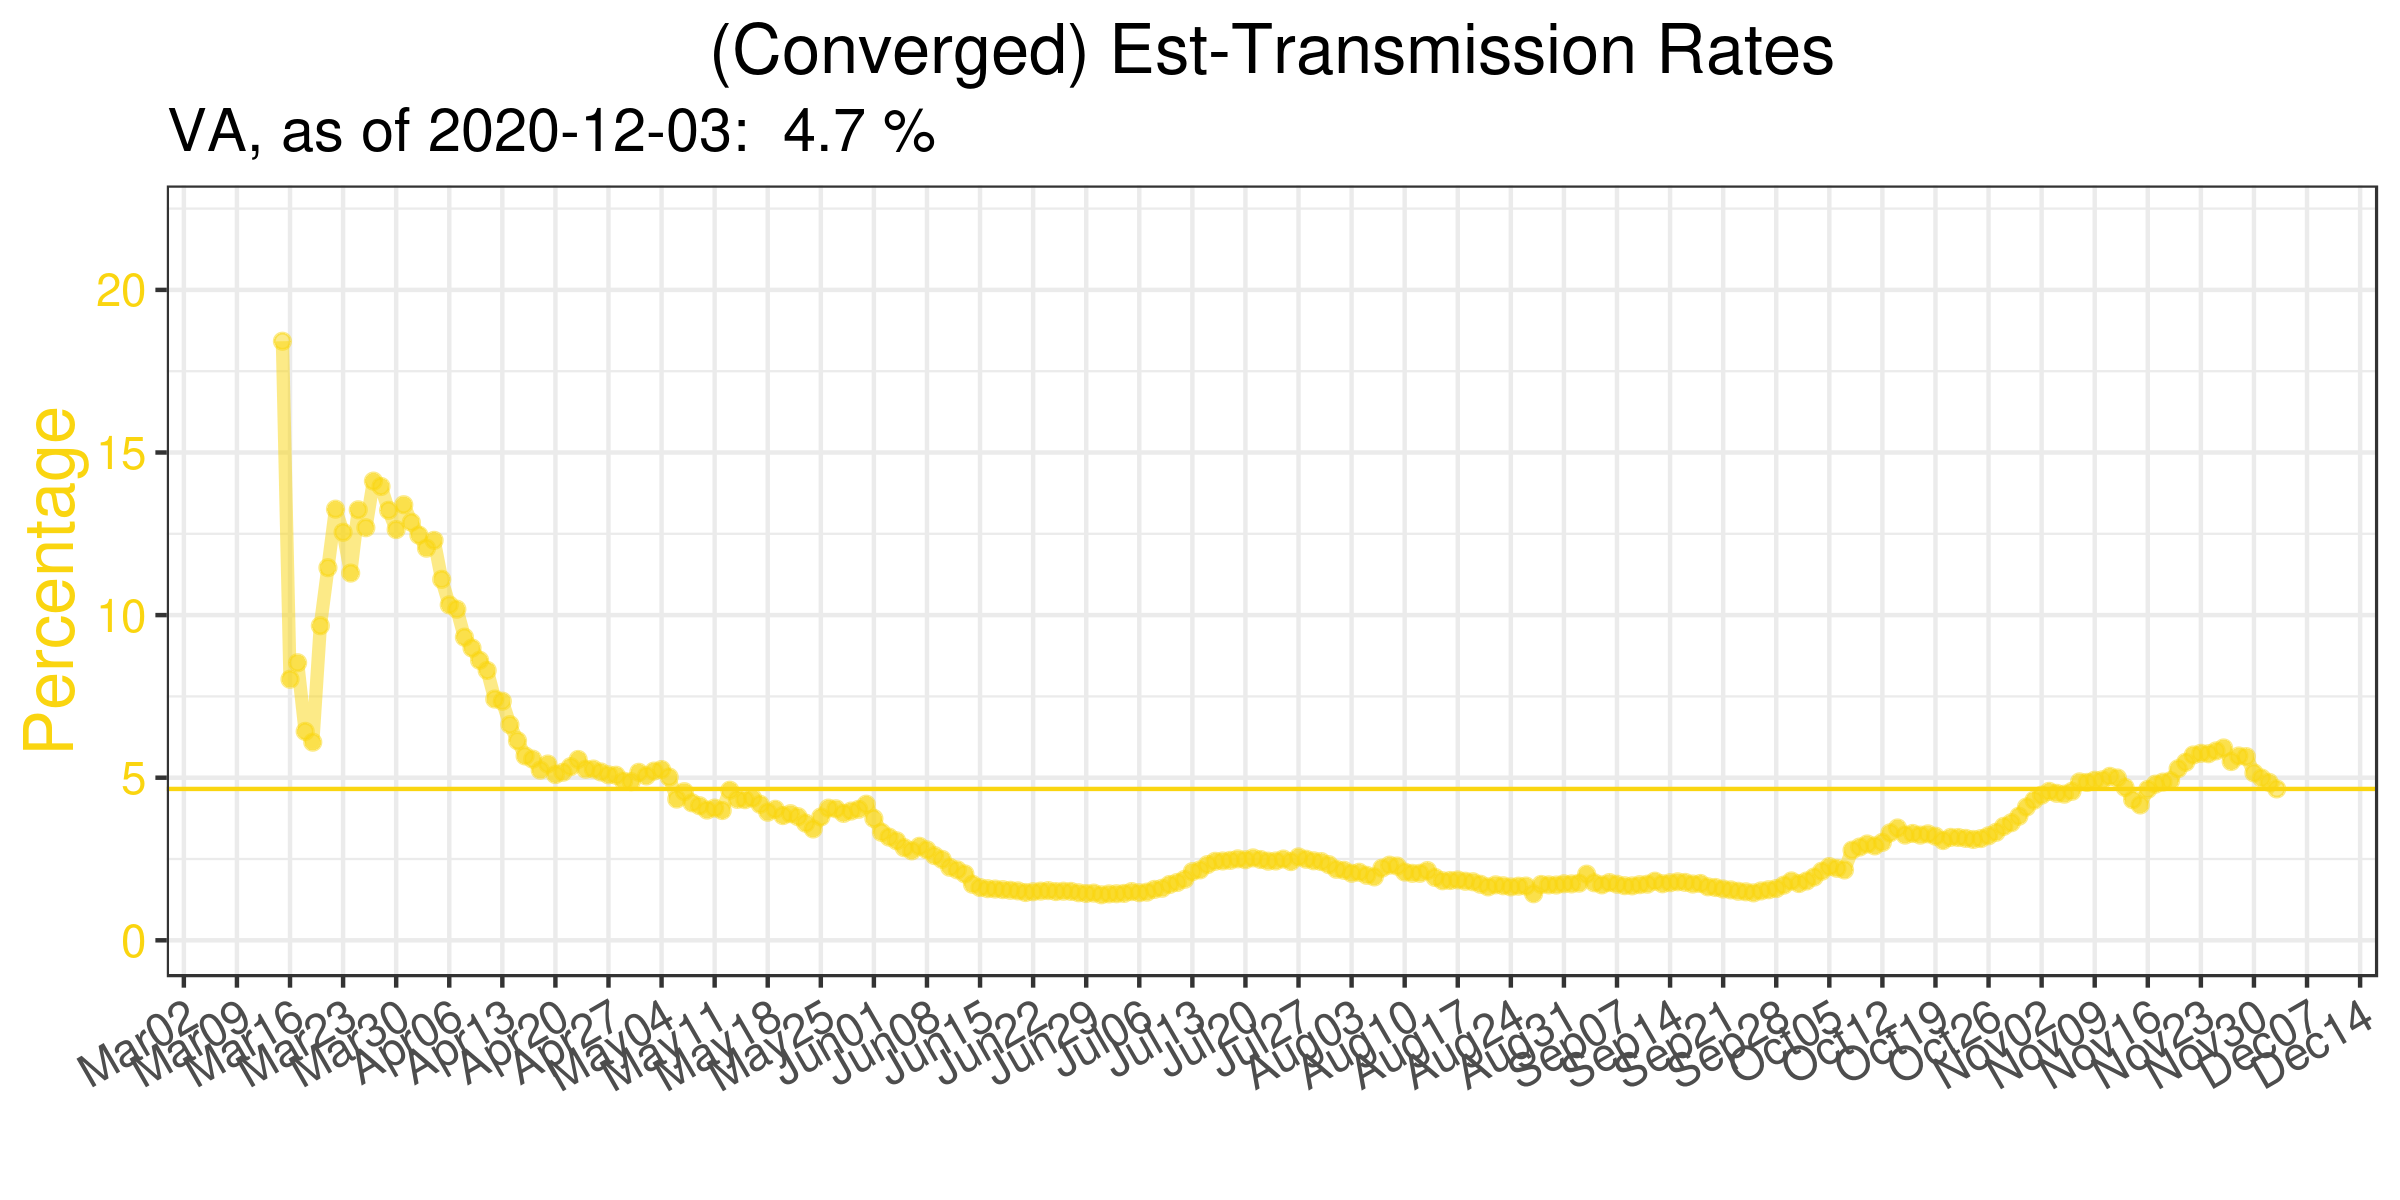 (Converged) Est-Transmission Rates
VA, as of 2020-12-03:  4.7 %
Percentage
20
15
10
5
0
Mar02
Mar09
Mar16
Mar23
Mar30
Apr06
Apr13
Apr20
Apr27
May04
May11
May18
May25
Jun01
Jun08
Jun15
Jun22
Jun29
Jul06
Jul13
Jul20
Jul27
Aug03
Aug10
Aug17
Aug24
Aug31
Sep07
Sep14
Sep21
Sep28
Oct05
Oct12
Oct19
Oct26
Nov02
Nov09
Nov16
Nov23
Nov30
Dec07
Dec14